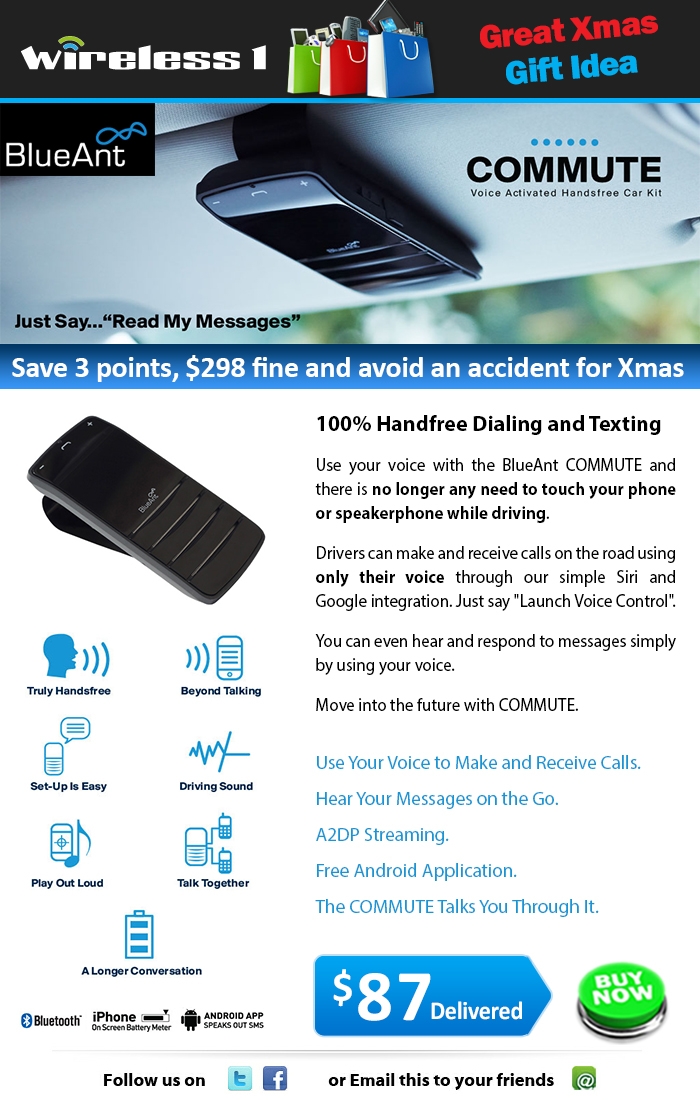 wireless 1
Great Xmas
Gift Idea
BlueAnt
COMMUTE
Voice Activated Handsfree Car Kit
BlueAnt
Just Say...“Read My Messages”
Save 3 points, $298 fine and avoid an accident for Xmas
BlueAnt
100% Handfree Dialing and Texting
Use your voice with the BlueAnt COMMUTE and
there is no longer any need to touch your phone
or speakerphone while driving.
Drivers can make and receive calls on the road using
only their voice through our simple Siri and
Google integration. Just say "Launch Voice Control".
You can even hear and respond to messages simply
by using your voice.
Move into the future with COMMUTE.
Truly Handsfree
Beyond Talking
Set-Up Is Easy
Driving Sound
Play Out Loud
Talk Together
A Longer Conversation
Use Your Voice to Make and Receive Calls.
Hear Your Messages on the Go.
A2DP Streaming.
Free Android Application.
The COMMUTE Talks You Through It.
Bluetooth
iPhone
On Screen Battery Meter
ANDROID APP
SPEAKS OUT SMS
$87 Delivered
BUY
NOW
Follow us on
or Email this to your friends